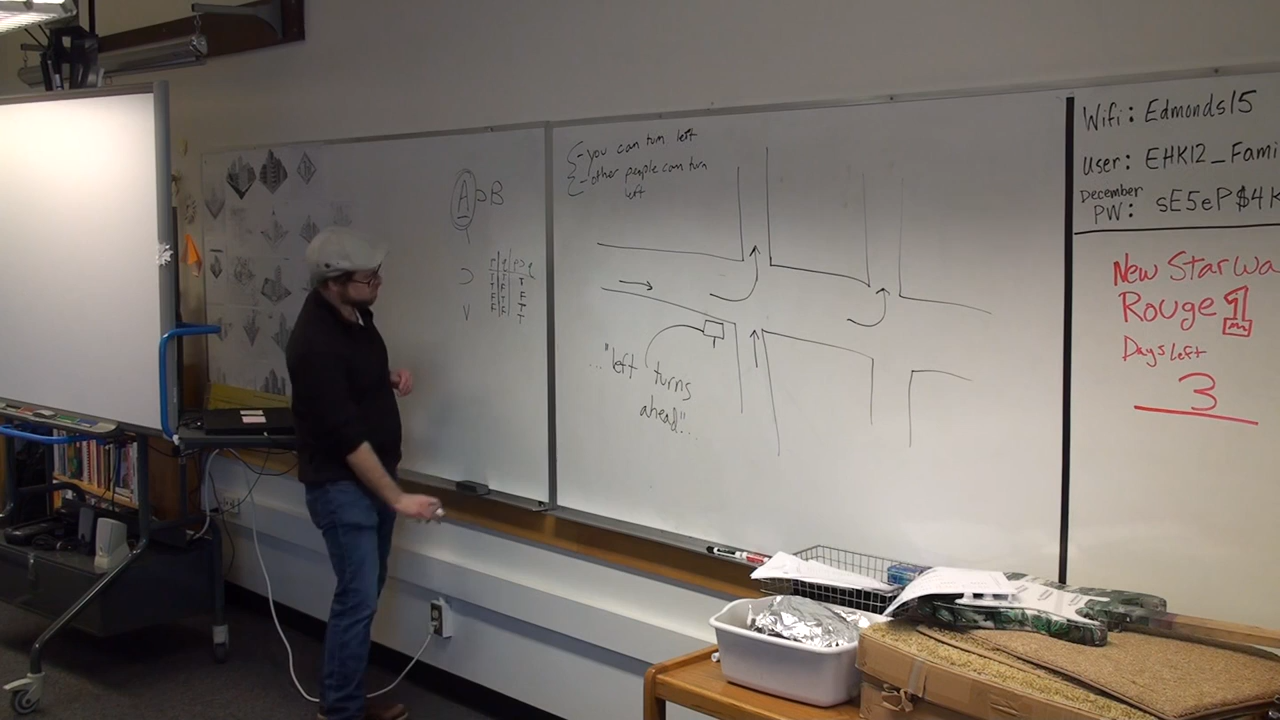 A ⊃ B
⊃
V
p | q | p ⊃ q
T | T | T
T | F | F
F | T | T
F | F | T
- you can turn left
- other people can turn
left
..."left turns
ahead"...
Wifi: Edmonds15
User: EHK12_Fami
December
PW: sE5eP$4K
New Star Wa
Rouge 1
Days left
3